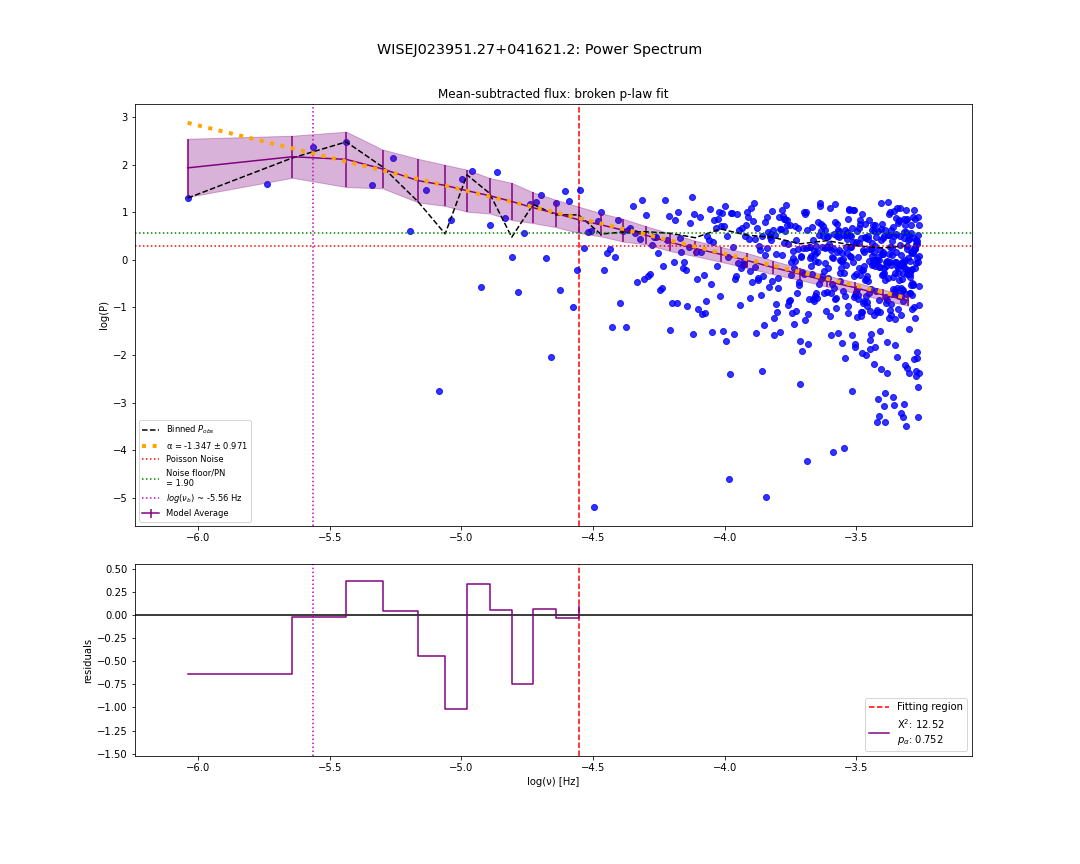 WISEJ023951.27+041621.2: Power Spectrum
Mean-subtracted flux: broken p-law fit
log(P)
3
2
1
0
−1
−2
−3
−4
−5
Binned P_obs
α = -1.347 ± 0.971
Poisson Noise
Noise floor/PN
= 1.90
log(ν_b) ~ -5.56 Hz
Model Average
−6.0 −5.5 −5.0 −4.5 −4.0 −3.5
residuals
0.50
0.25
0.00
−0.25
−0.50
−0.75
−1.00
−1.25
−1.50
Fitting region
X²: 12.52
p_α: 0.752
−6.0 −5.5 −5.0 −4.5 −4.0 −3.5
log(ν) [Hz]